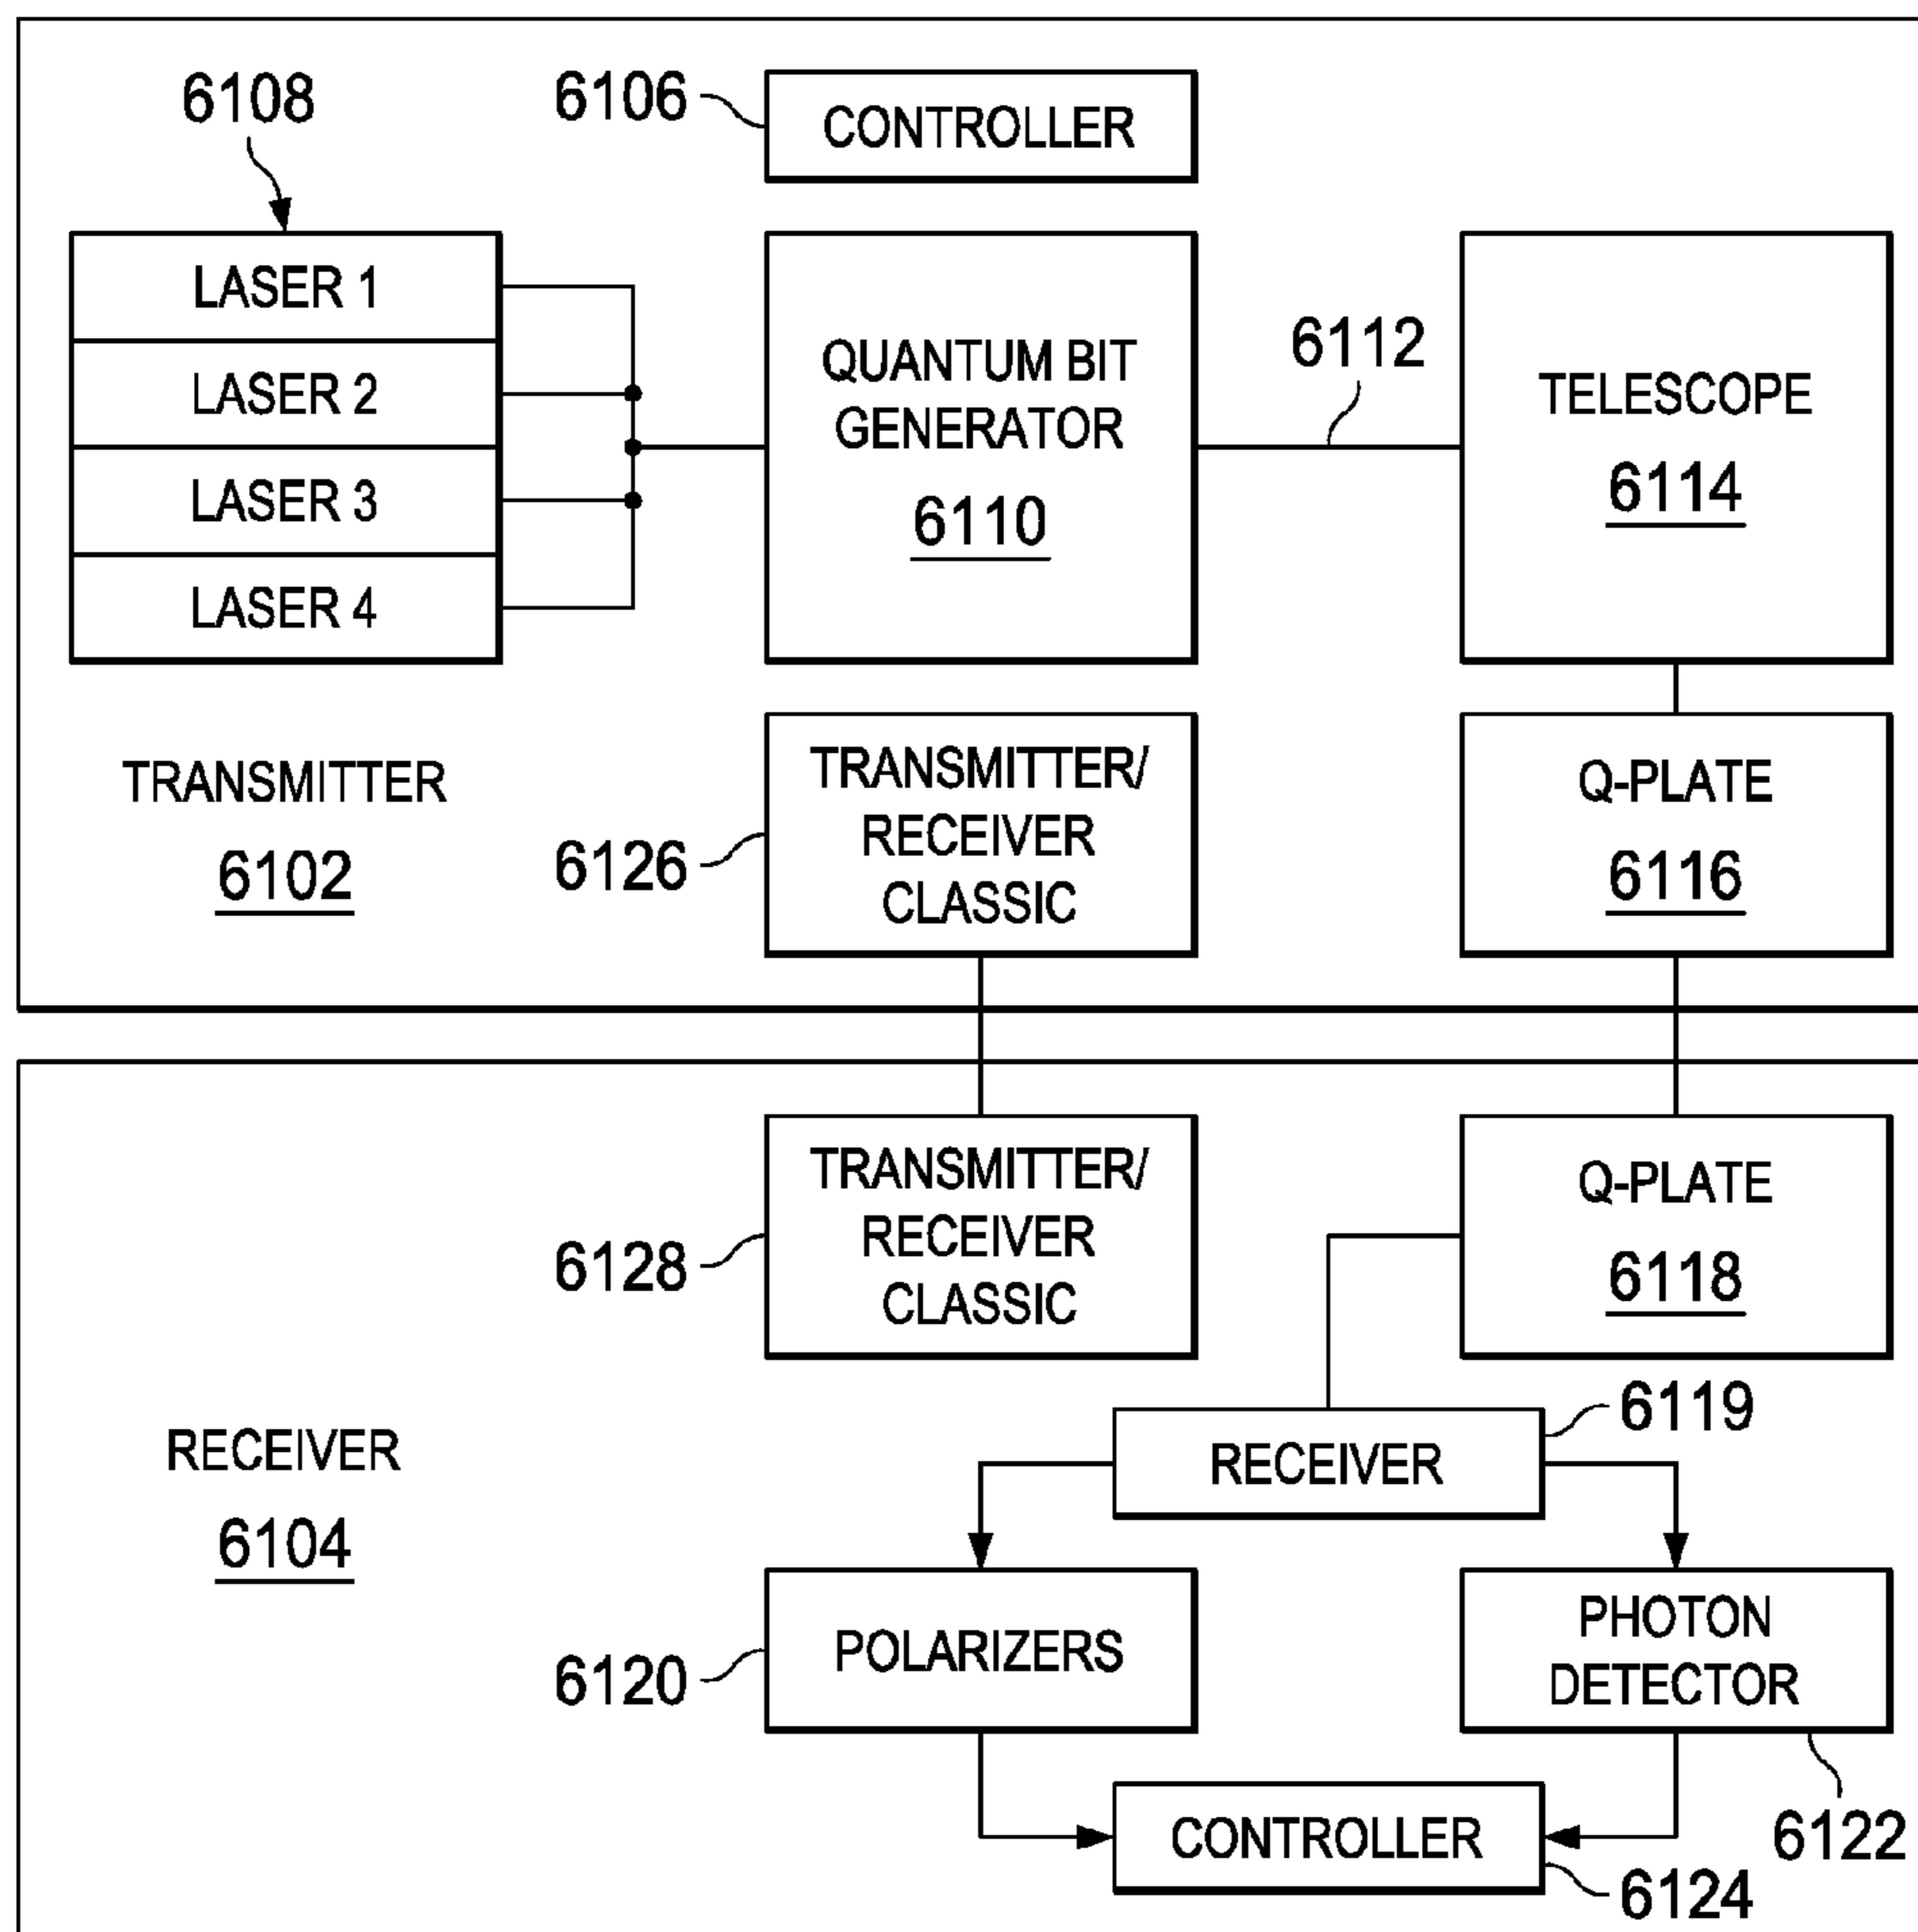 6108
6106
CONTROLLER
LASER 1
LASER 2
LASER 3
LASER 4
QUANTUM BIT
GENERATOR
6110
6112
TELESCOPE
6114
TRANSMITTER
6102
6126
TRANSMITTER/
RECEIVER
CLASSIC
Q-PLATE
6116
6128
TRANSMITTER/
RECEIVER
CLASSIC
Q-PLATE
6118
RECEIVER
6104
RECEIVER
6119
6120
POLARIZERS
PHOTON
DETECTOR
6122
CONTROLLER
6124